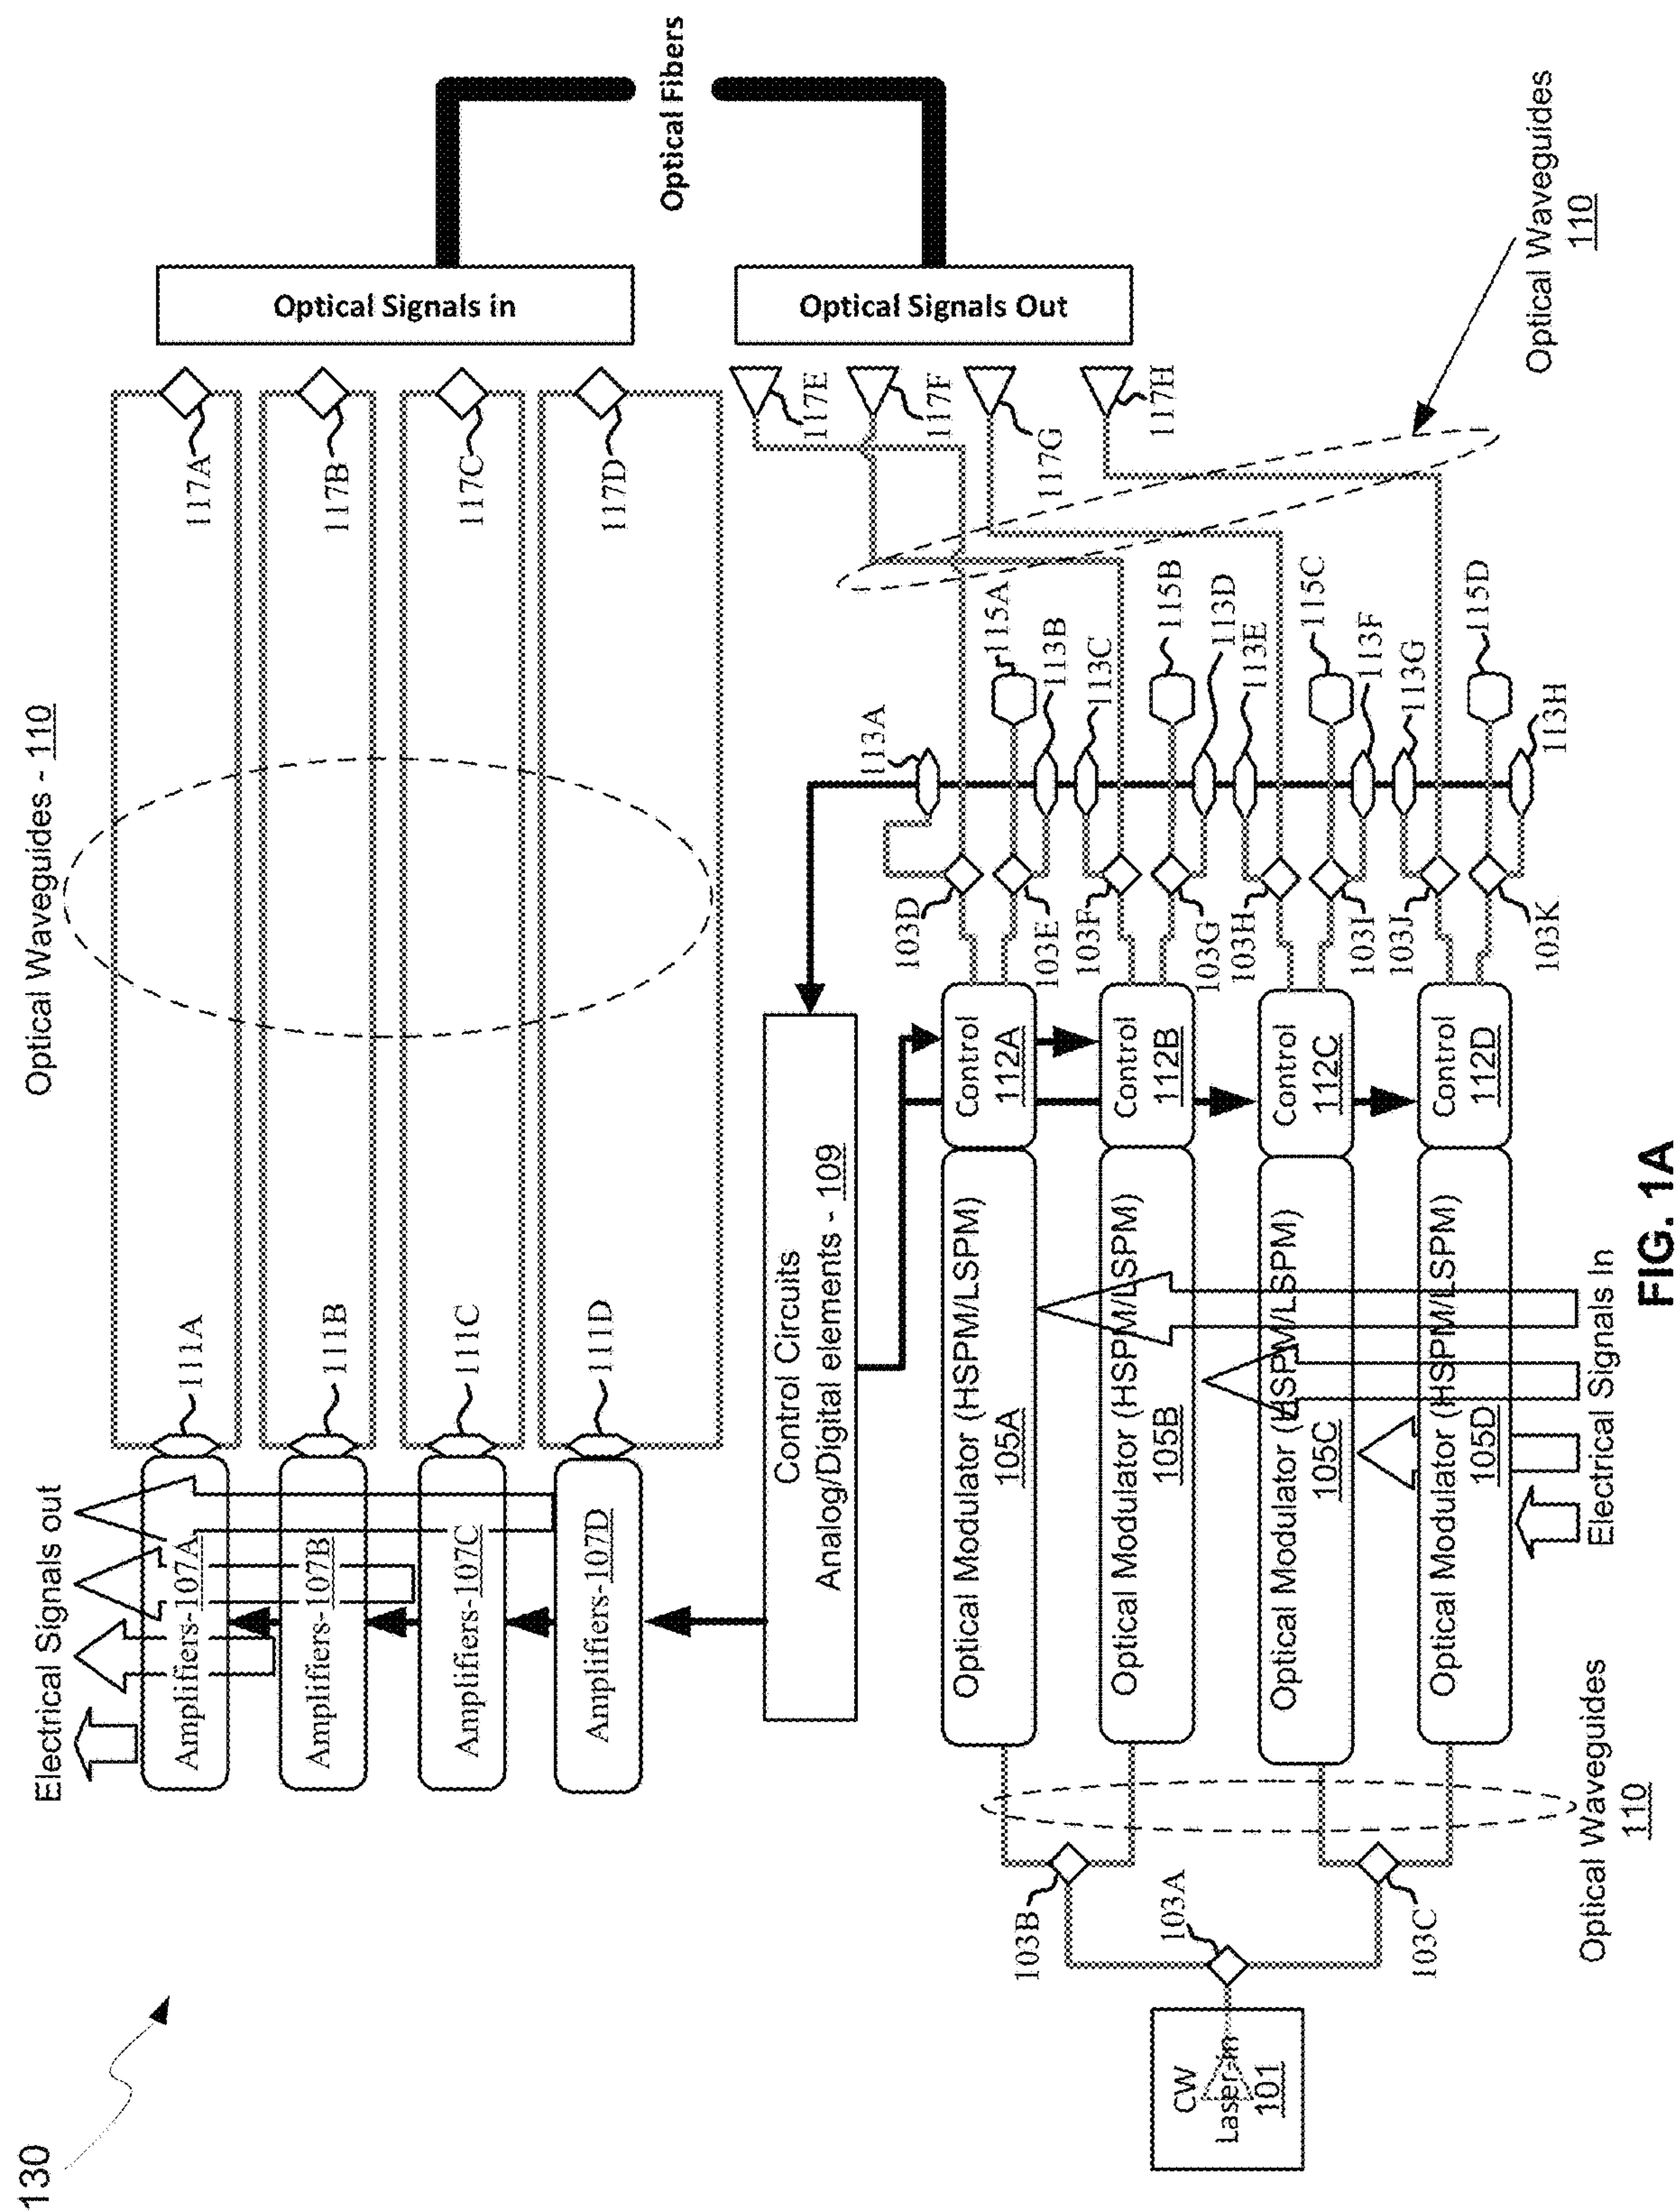 130
Optical Waveguides - 110
Electrical Signals out
Amplifiers-107A
111A
117A
Amplifiers-107B
111B
117B
Amplifiers-107C
111C
117C
Amplifiers-107D
111D
117D
Optical Signals in
Optical Fibers
Control Circuits
Analog/Digital elements - 109
Optical Signals Out
117E
117F
117G
117H
CW
Laser-in
101
103A
103B
103C
Optical Modulator (HSPM/LSPM)
105A
Control
112A
Optical Modulator (HSPM/LSPM)
105B
Control
112B
Optical Modulator (HSPM/LSPM)
105C
Control
112C
Optical Modulator (HSPM/LSPM)
105D
Control
112D
103D
103E
103F
103G
103H
103I
103J
103K
113A
115A
113B
113C
115B
113D
113E
115C
113F
113G
115D
113H
Optical Waveguides
110
Optical Waveguides
110
Electrical Signals In
FIG. 1A